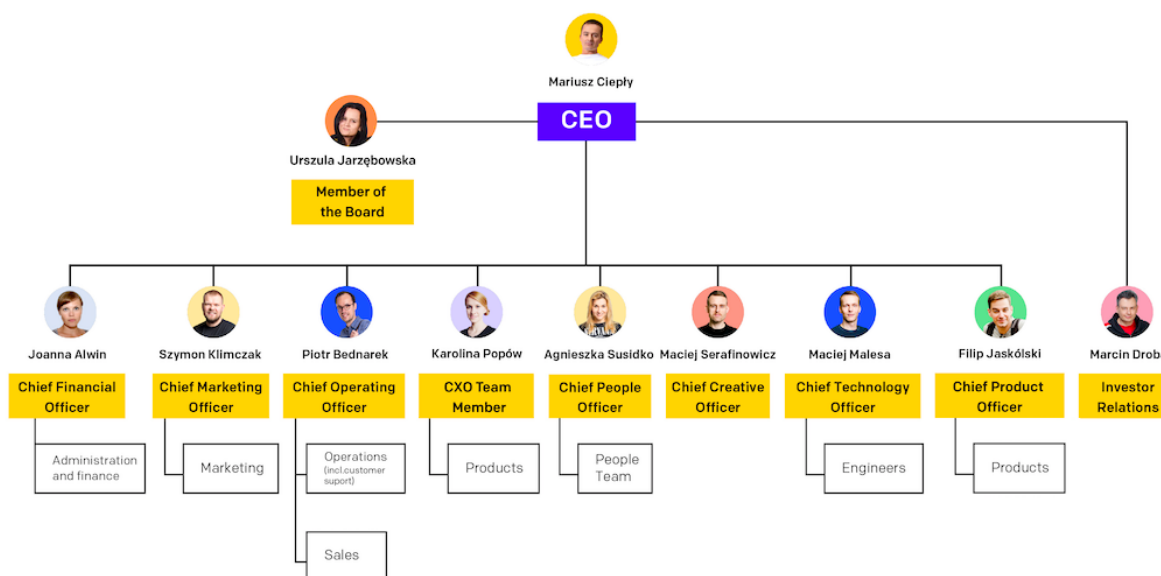 Mariusz Ciepły
CEO
Urszula Jarzębowska
Member of
the Board
Joanna Alwin
Chief Financial
Officer
Administration
and finance
Szymon Klimczak
Chief Marketing
Officer
Marketing
Piotr Bednarek
Chief Operating
Officer
Operations
(incl.customer
suport)
Sales
Karolina Popów
CXO Team
Member
Products
Agnieszka Susidko
Chief People
Officer
People
Team
Maciej Serafinowicz
Chief Creative
Officer
Maciej Malesa
Chief Technology
Officer
Engineers
Filip Jaskólski
Chief Product
Officer
Products
Marcin Droba
Investor
Relations